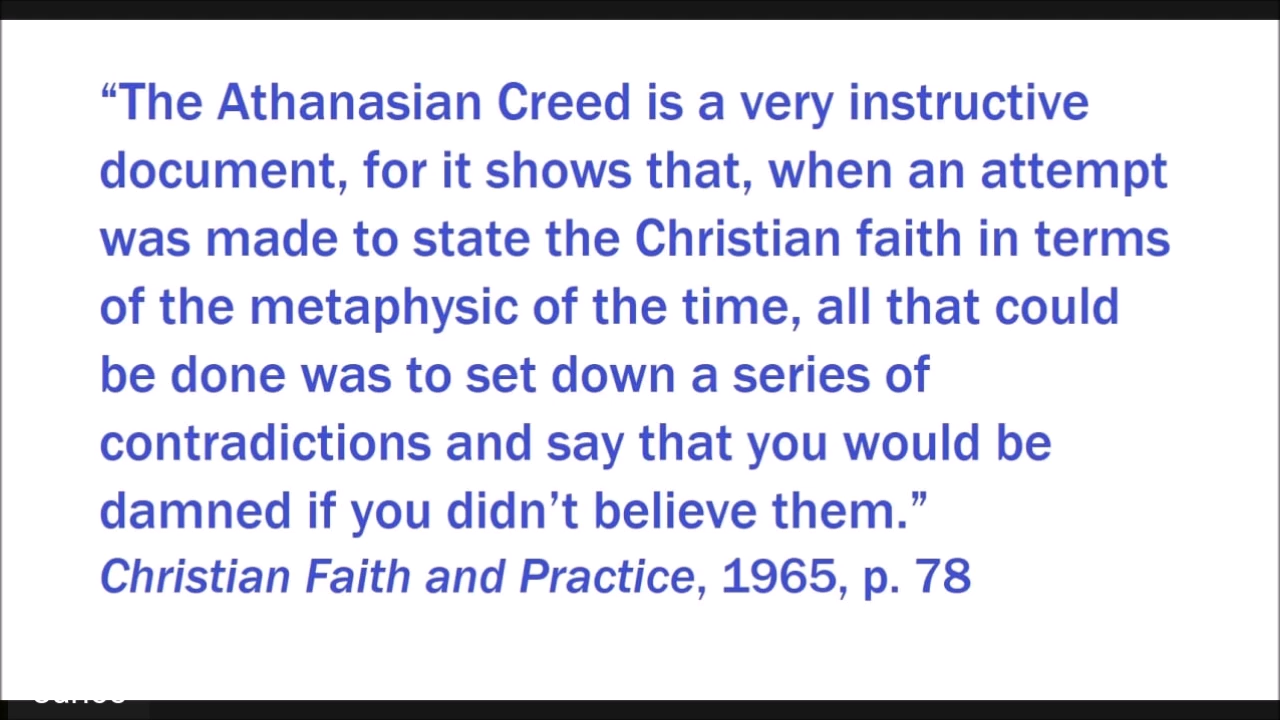 “The Athanasian Creed is a very instructive
document, for it shows that, when an attempt
was made to state the Christian faith in terms
of the metaphysic of the time, all that could
be done was to set down a series of
contradictions and say that you would be
damned if you didn’t believe them.”
Christian Faith and Practice, 1965, p. 78